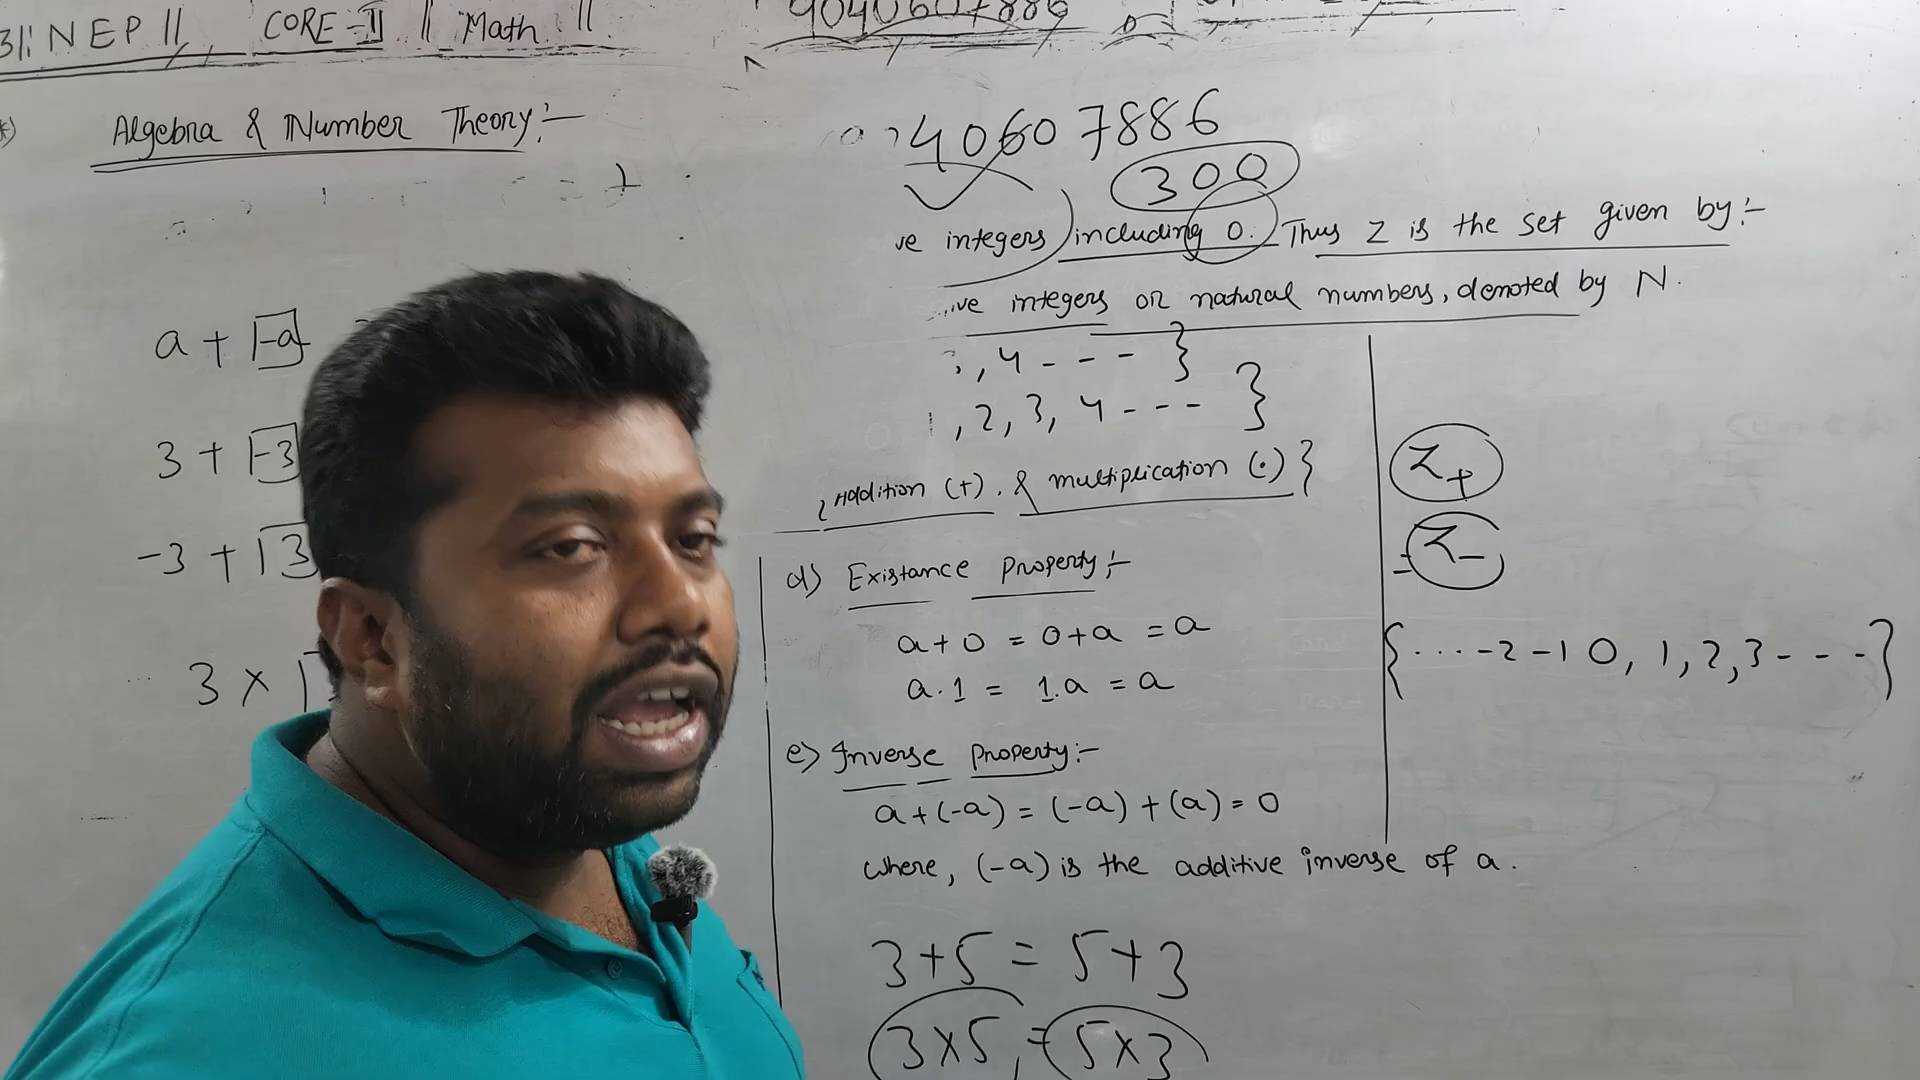 3|: NEP || CORE-II || Math ||
9040607886
Algebra & Number Theory:-
40607886
300
ve integers including 0. Thus Z is the set given by:-
ve integers or natural numbers, denoted by N.
, 4 - - - }
, 2, 3, 4 - - - }
Addition (+). & multiplication (·) }
a + -a
3 + -3
-3 + 3
3 ×
Z+
Z-
{ ....-2 -1 0, 1, 2, 3 - - - }
d) Existance Property:-
a + 0 = 0 + a = a
a . 1 = 1 . a = a
e) Inverse Property:-
a + (-a) = (-a) + (a) = 0
where, (-a) is the additive inverse of a.
3+5 = 5+3
3×5, = 5×3